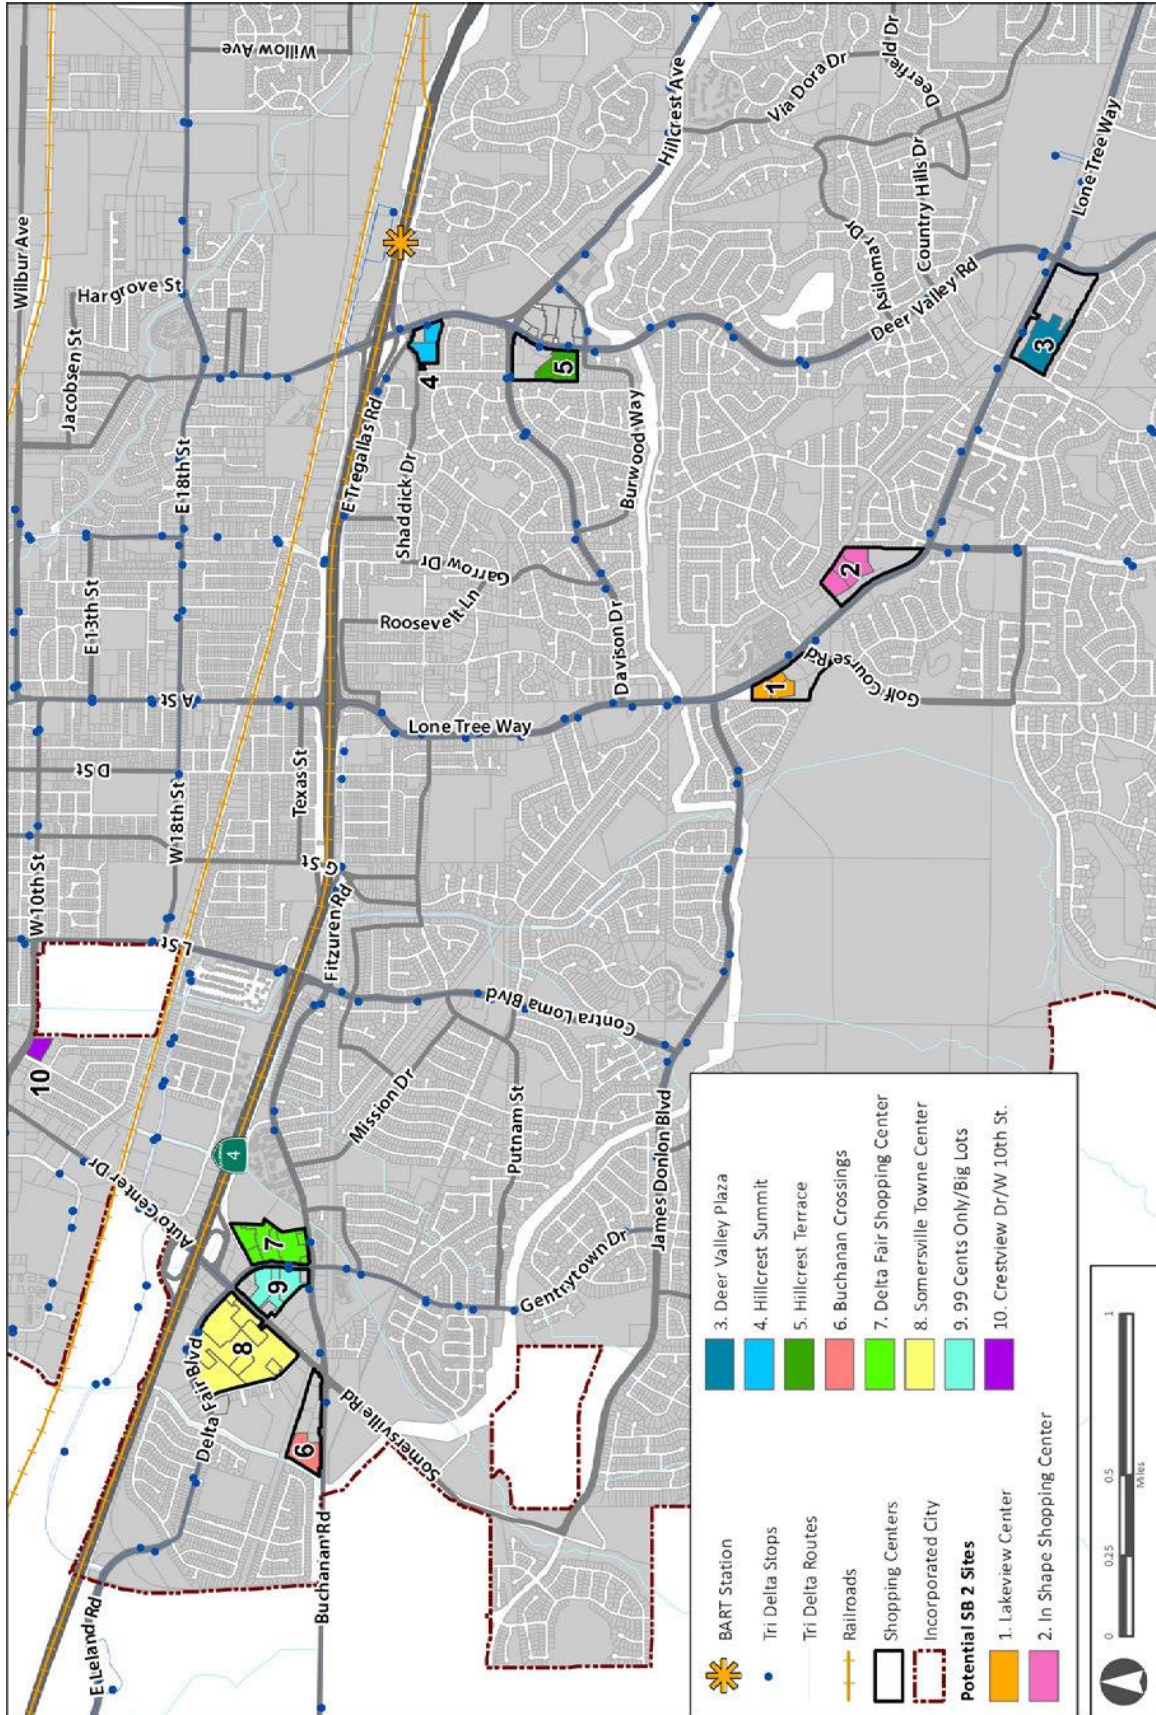 Wilbur Ave
Willow Ave
Hargrove St
Jacobsen St
E 18th St
E 13th St
A St
D St
W 10th St
W 18th St
Texas St
G St
L St
Fitzuren Rd
E Tregallas Rd
Shaddick Dr
Garrow Dr
Roosevelt Ln
Lone Tree Way
Davison Dr
Burwood Way
Hillcrest Ave
Via Dora Dr
Deerfield Dr
Country Hills Dr
Asilomar Dr
Deer Valley Rd
Lone Tree Way
Golf Course Rd
Contra Loma Blvd
Mission Dr
Putnam St
James Donlon Blvd
Gentrytown Dr
Somersville Rd
Buchanan Rd
Delta Fair Blvd
Auto Center Dr
E Leland Rd
4
1
2
3
4
5
6
7
8
9
10
BART Station
Tri Delta Stops
Tri Delta Routes
Railroads
Shopping Centers
Incorporated City
Potential SB 2 Sites
1. Lakeview Center
2. In Shape Shopping Center
3. Deer Valley Plaza
4. Hillcrest Summit
5. Hillcrest Terrace
6. Buchanan Crossings
7. Delta Fair Shopping Center
8. Somersville Towne Center
9. 99 Cents Only/Big Lots
10. Crestview Dr/W 10th St.
0 0.25 0.5 1
Miles